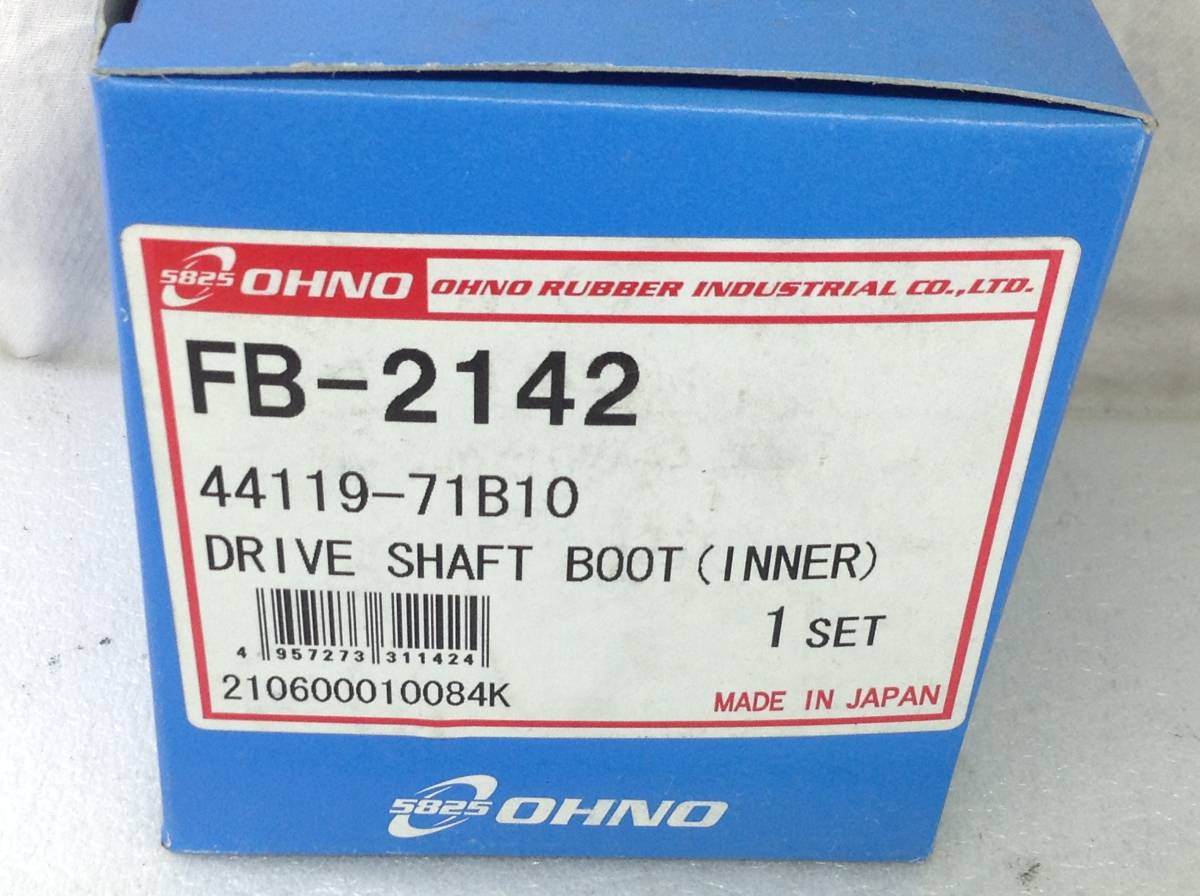 5825 OHNO OHNO RUBBER INDUSTRIAL CO.,LTD.
FB-2142
44119-71B10
DRIVE SHAFT BOOT(INNER)
1 SET
4 957273 311424
210600010084K
MADE IN JAPAN
5825 OHNO